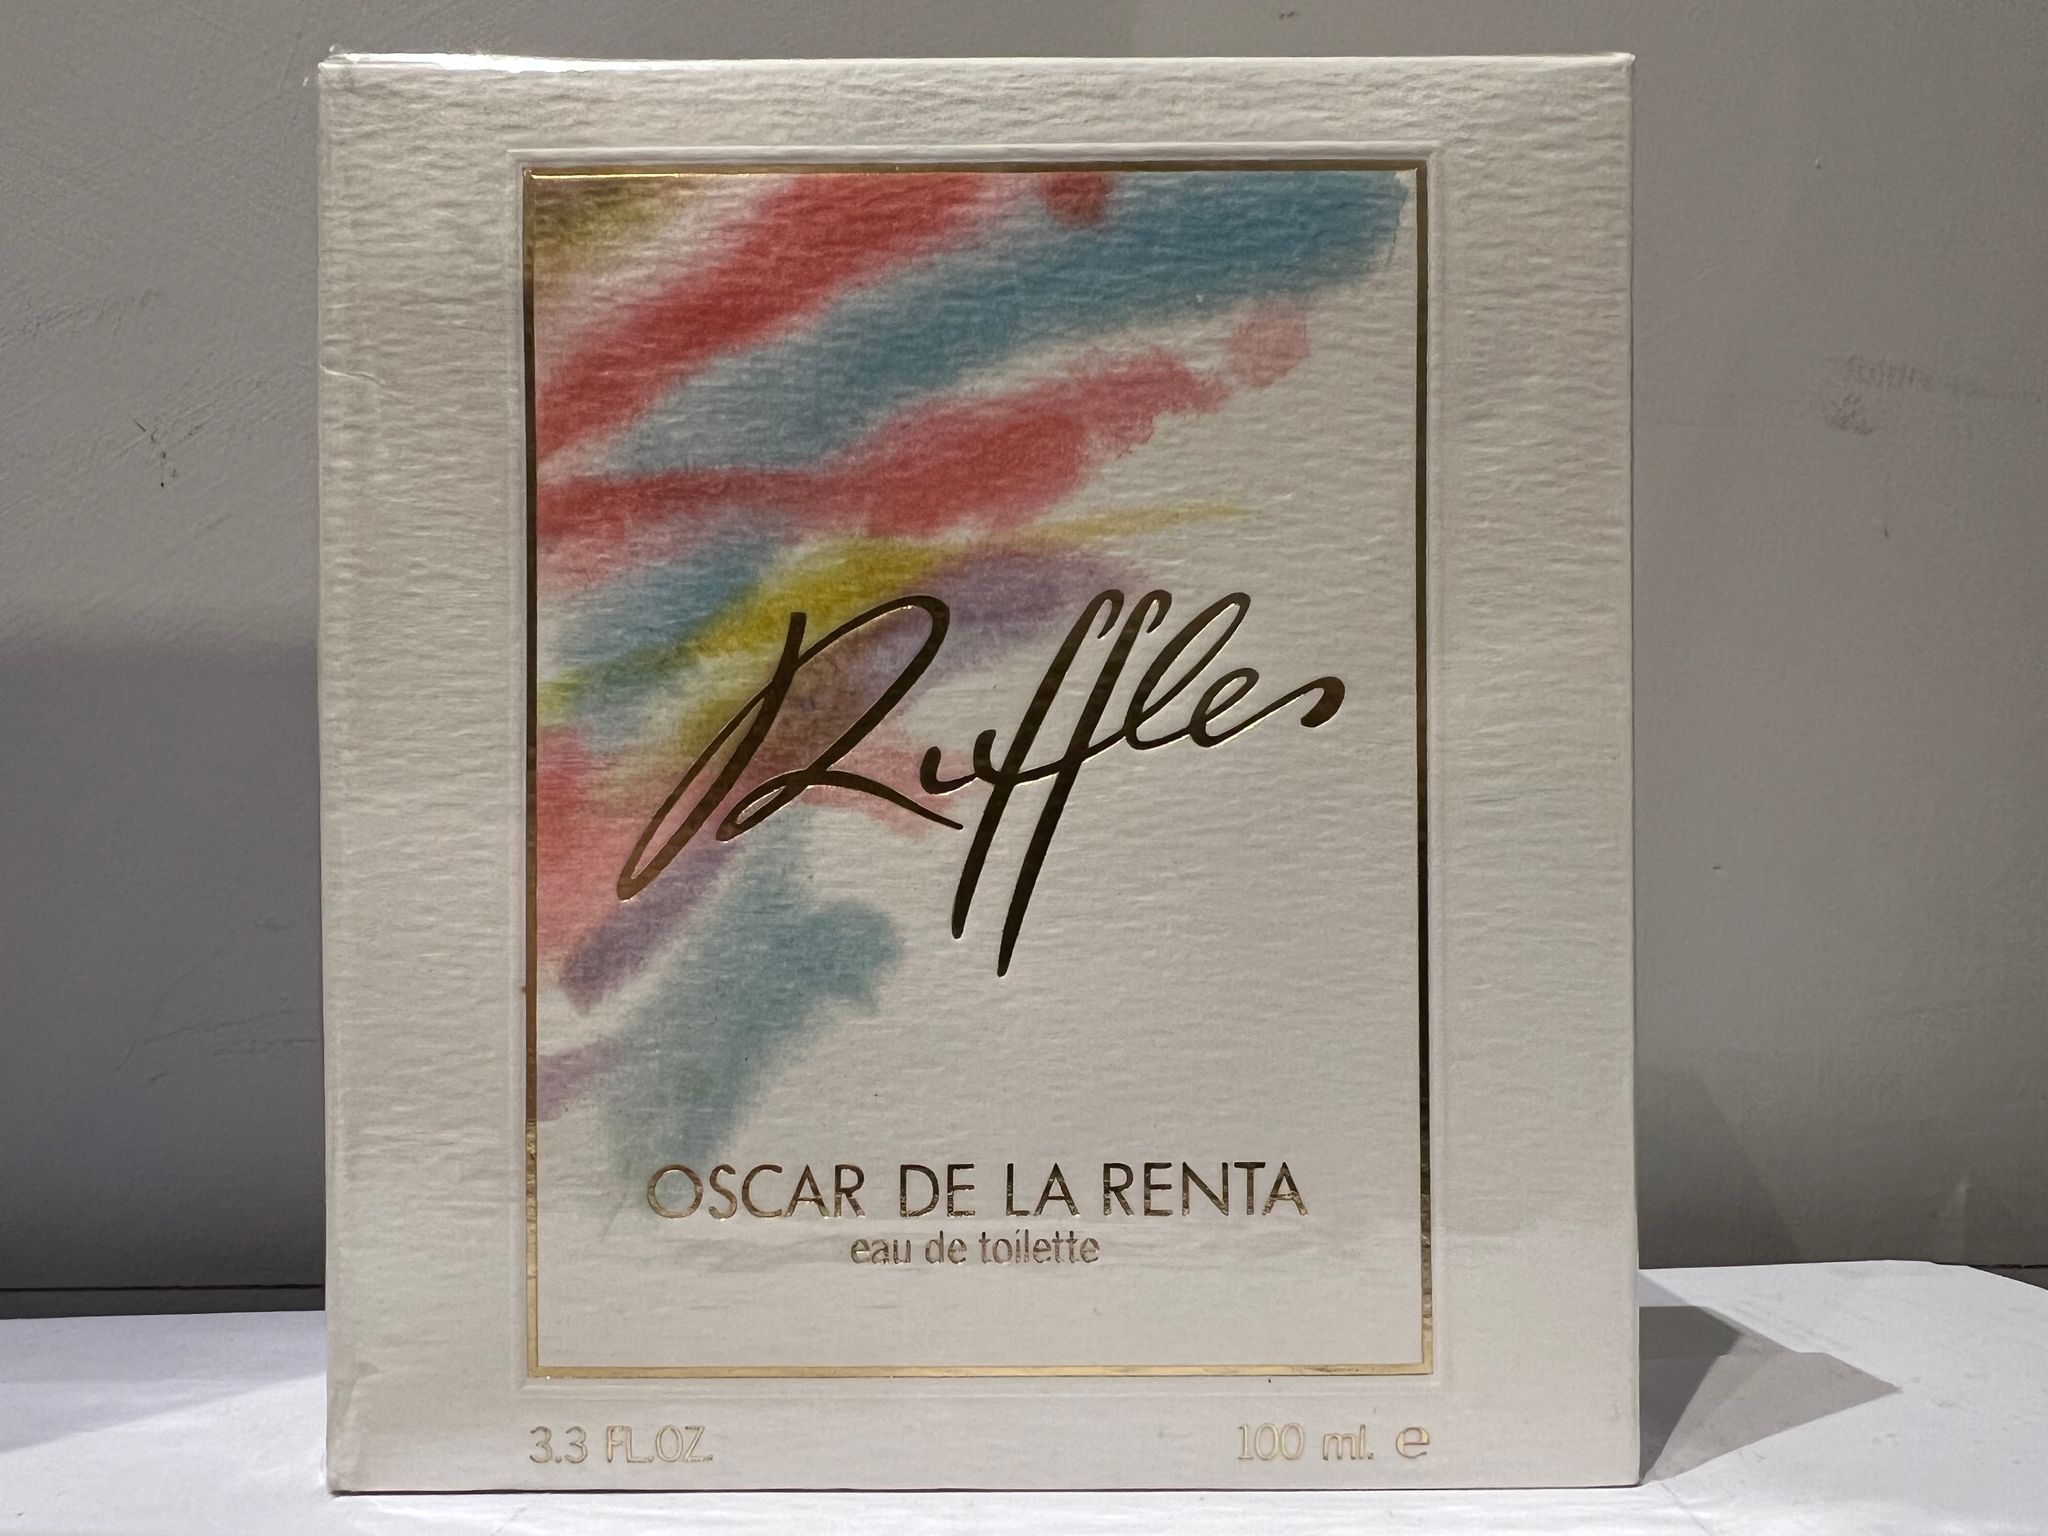 Ruffles
OSCAR DE LA RENTA
eau de toilette
3.3 FL.OZ.
100 ml. e